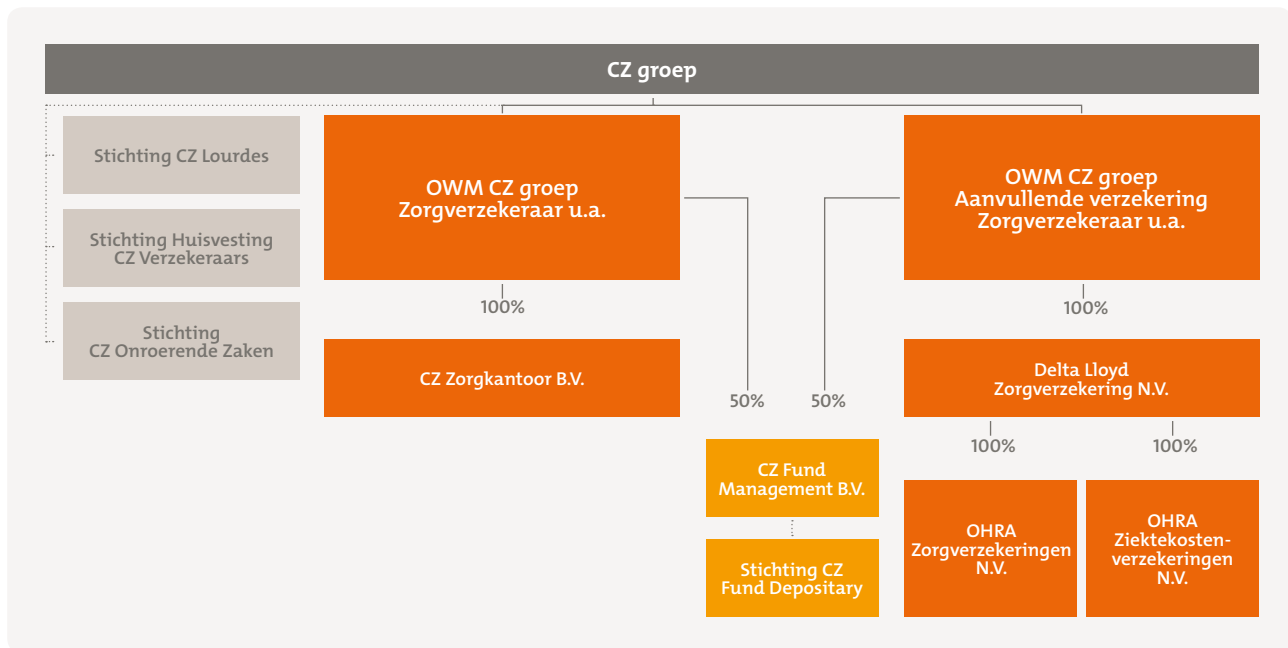 CZ groep
Stichting CZ Lourdes
Stichting Huisvesting
CZ Verzekeraars
Stichting
CZ Onroerende Zaken
OWM CZ groep
Zorgverzekeraar u.a.
100%
CZ Zorgkantoor B.V.
OWM CZ groep
Aanvullende verzekering
Zorgverzekeraar u.a.
100%
Delta Lloyd
Zorgverzekering N.V.
50%
50%
CZ Fund
Management B.V.
Stichting CZ
Fund Depositary
100%
100%
OHRA
Zorgverzekeringen
N.V.
OHRA
Ziektekosten-
verzekeringen
N.V.